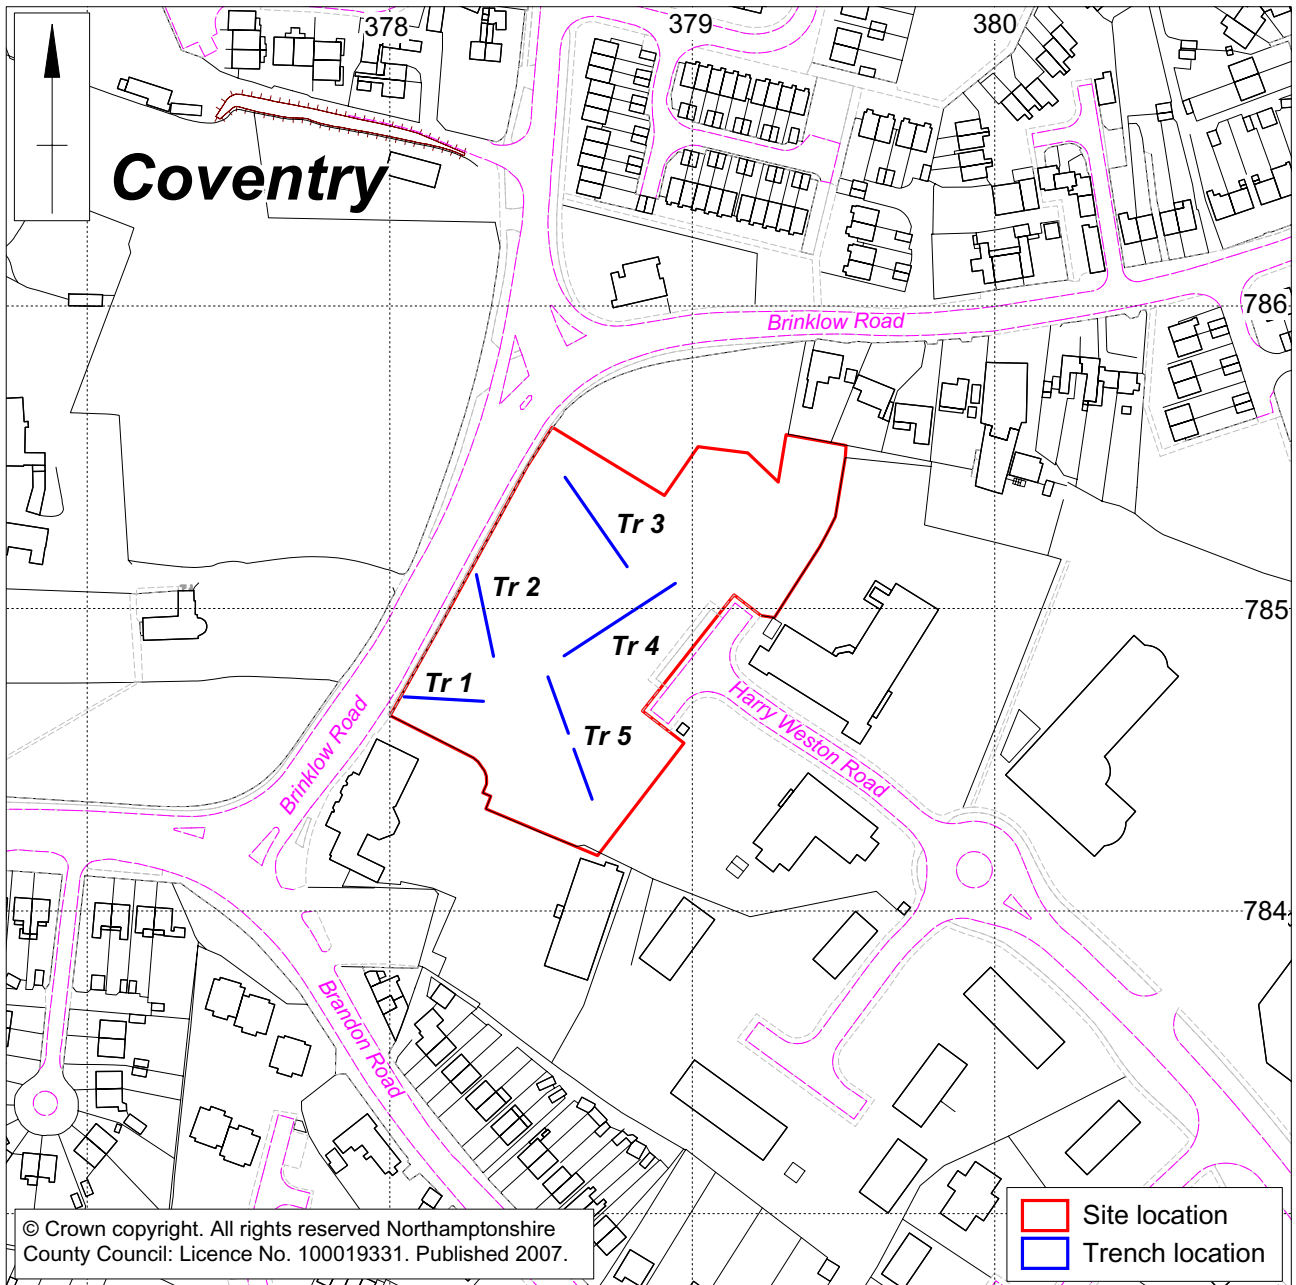 378
379
380
Coventry
786
Brinklow Road
Tr 3
Tr 2
785
Tr 4
Tr 1
Harry Weston Road
Tr 5
Brinklow Road
784
Brandon Road
© Crown copyright. All rights reserved Northamptonshire
County Council: Licence No. 100019331. Published 2007.
Site location
Trench location